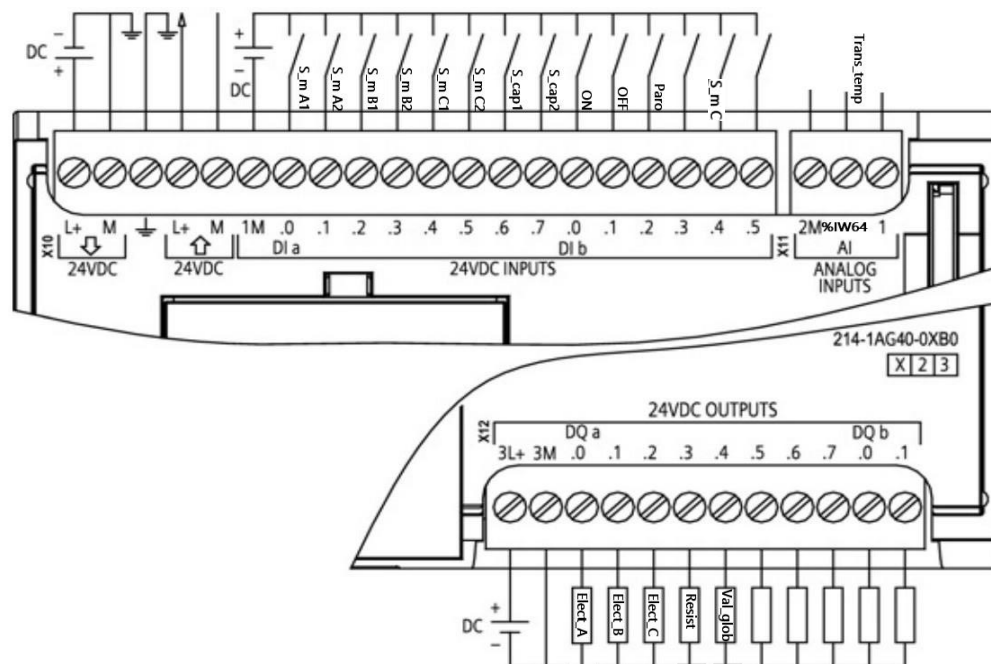 −
+
DC
+
−
DC
S_m A1
S_m A2
S_m B1
S_m B2
S_m C1
S_m C2
S_cap1
S_cap2
ON
OFF
Paro
S_m C
Trans_temp
L+ M L+ M 1M .0 .1 .2 .3 .4 .5 .6 .7 .0 .1 .2 .3 .4 .5 2M %IW64 1
X10
DI a
DI b
X11
AI
24VDC
24VDC
24VDC INPUTS
ANALOG
INPUTS
214-1AG40-0XB0
X 2 3
24VDC OUTPUTS
X12
DQ a
DQ b
3L+ 3M .0 .1 .2 .3 .4 .5 .6 .7 .0 .1
+
DC
−
Elect_A
Elect_B
Elect_C
Resist
Val_glob